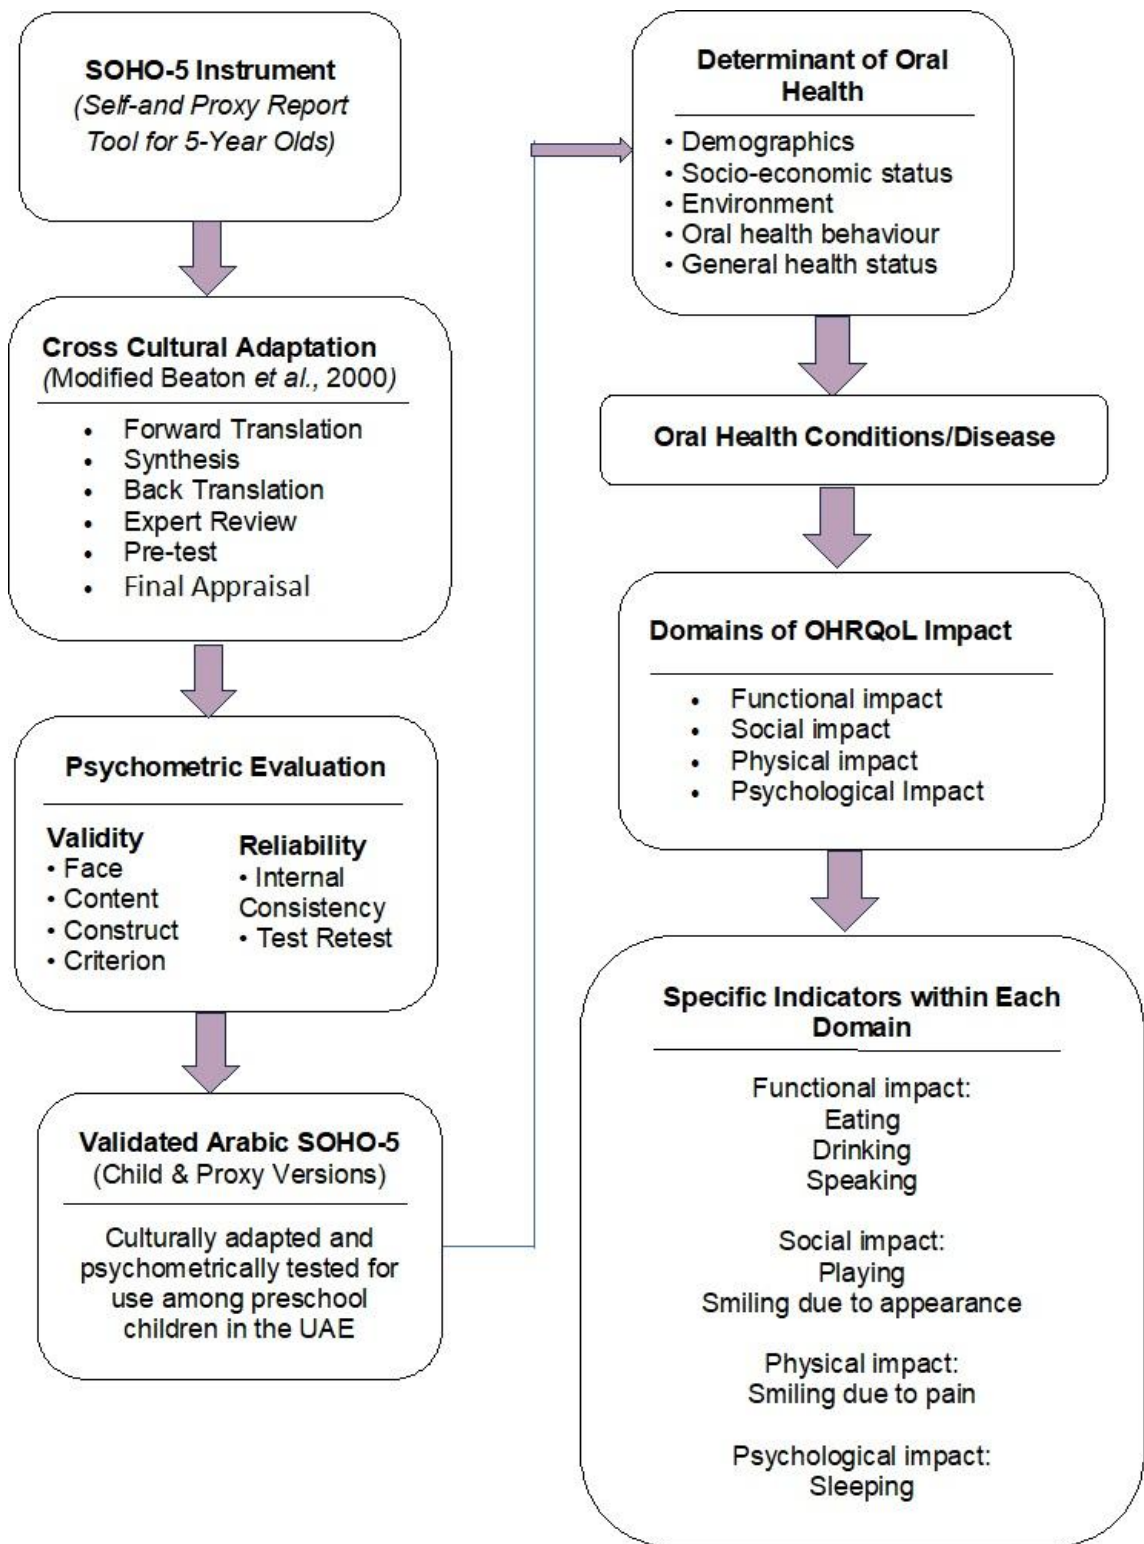 SOHO-5 Instrument
(Self-and Proxy Report
Tool for 5-Year Olds)
Cross Cultural Adaptation
(Modified Beaton et al., 2000)
• Forward Translation
• Synthesis
• Back Translation
• Expert Review
• Pre-test
• Final Appraisal
Psychometric Evaluation
Validity
• Face
• Content
• Construct
• Criterion
Reliability
• Internal
Consistency
• Test Retest
Validated Arabic SOHO-5
(Child & Proxy Versions)
Culturally adapted and
psychometrically tested for
use among preschool
children in the UAE
Determinant of Oral
Health
• Demographics
• Socio-economic status
• Environment
• Oral health behaviour
• General health status
Oral Health Conditions/Disease
Domains of OHRQoL Impact
• Functional impact
• Social impact
• Physical impact
• Psychological Impact
Specific Indicators within Each
Domain
Functional impact:
Eating
Drinking
Speaking
Social impact:
Playing
Smiling due to appearance
Physical impact:
Smiling due to pain
Psychological impact:
Sleeping